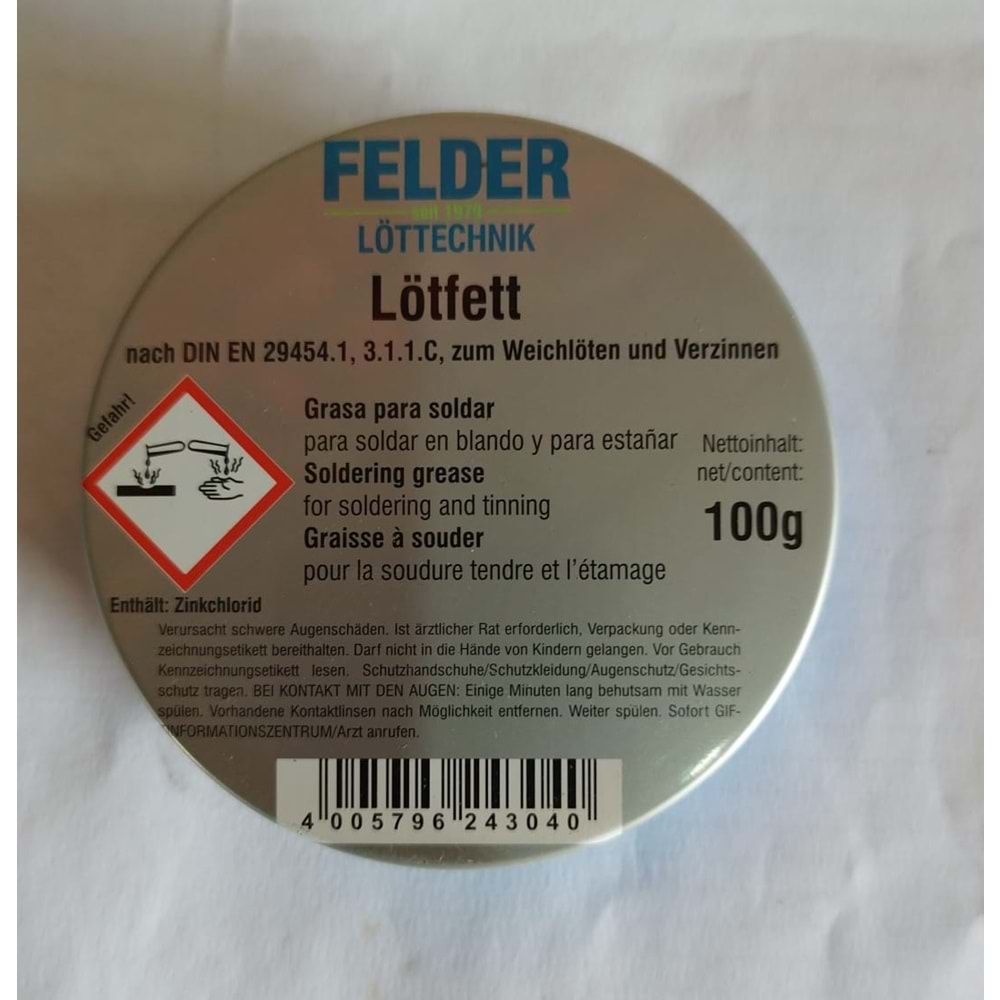 FELDER
seit 1979
LÖTTECHNIK
Lötfett
nach DIN EN 29454.1, 3.1.1.C, zum Weichlöten und Verzinnen
Gefahr!
Grasa para soldar
para soldar en blando y para estañar
Soldering grease
for soldering and tinning
Graisse à souder
pour la soudure tendre et l'étamage
Nettoinhalt:
net/content:
100g
Enthält: Zinkchlorid
Verursacht schwere Augenschäden. Ist ärztlicher Rat erforderlich, Verpackung oder Kenn-
zeichnungsetikett bereithalten. Darf nicht in die Hände von Kindern gelangen. Vor Gebrauch
Kennzeichnungsetikett lesen. Schutzhandschuhe/Schutzkleidung/Augenschutz/Gesichts-
schutz tragen. BEI KONTAKT MIT DEN AUGEN: Einige Minuten lang behutsam mit Wasser
spülen. Vorhandene Kontaktlinsen nach Möglichkeit entfernen. Weiter spülen. Sofort GIF-
INFORMATIONSZENTRUM/Arzt anrufen.
4 005796 243040